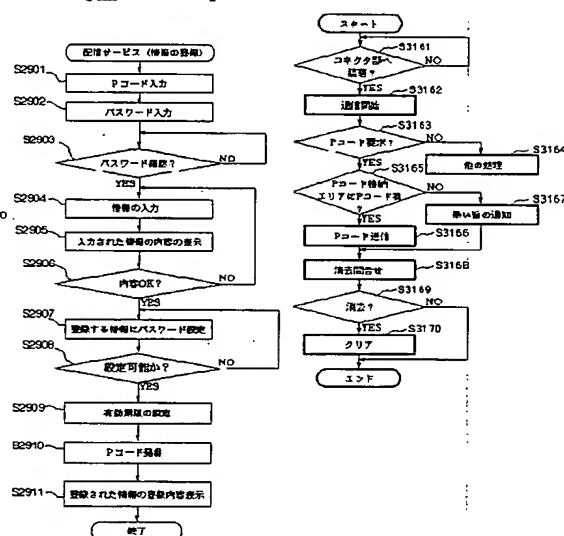 配信サービス(情報の登録)
S2901
Pコード入力
S2902
パスワード入力
S2903
パスワード確認?
NO
YES
S2904
情報の入力
S2905
入力された情報の内容の表示
S2906
内容OK?
NO
YES
S2907
登録する情報にパスワード設定
S2908
設定可能か?
NO
YES
S2909
有効期限の設定
S2910
Pコード発番
S2911
登録された情報の登録内容表示
終了
スタート
S3161
コネクタ部へ
装着?
NO
YES
S3162
通信開始
S3163
Pコード要求?
NO
YES
S3164
他の処理
S3165
Pコード格納
エリアにPコード有
?
NO
YES
S3167
無い旨の通知
Pコード送信
S3166
消去問合せ
S3168
S3169
消去?
NO
YES
S3170
クリア
エンド